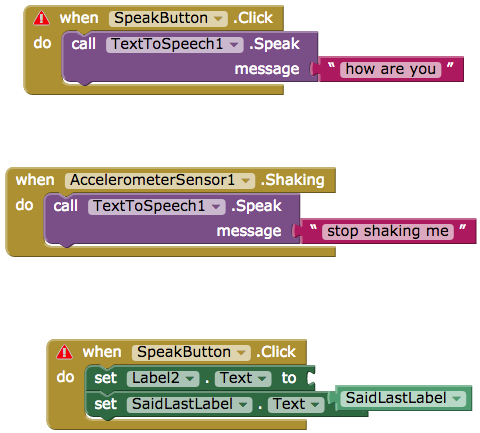 when SpeakButton .Click
do call TextToSpeech1 .Speak
message " how are you "
when AccelerometerSensor1 .Shaking
do call TextToSpeech1 .Speak
message " stop shaking me "
when SpeakButton .Click
do set Label2 . Text to
set SaidLastLabel . Text SaidLastLabel